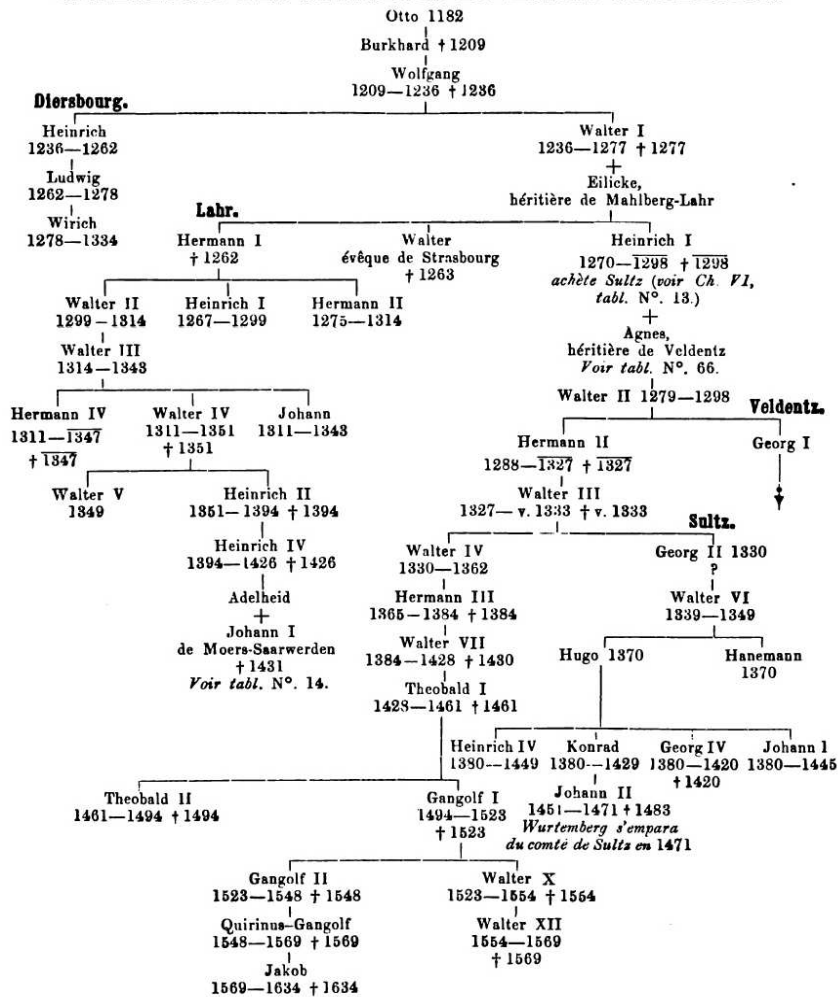 Otto 1182
Burkhard † 1209
Wolfgang
1209—1236 † 1236
Diersbourg.
Heinrich
1236—1262
Ludwig
1262—1278
Wirich
1278—1334
Walter I
1236—1277 † 1277
+
Eilicke,
héritière de Mahlberg-Lahr
Lahr.
Hermann I
† 1262
Walter
évêque de Strasbourg
† 1263
Heinrich I
1270—1298 † 1298
achète Sultz (voir Ch. VI,
tabl. N°. 13.)
+
Agnes,
héritière de Veldentz
Voir tabl. N°. 66.
Walter II
1299—1314
Heinrich I
1267—1299
Hermann II
1275—1314
Walter III
1314—1343
Hermann IV
1311—1347
† 1347
Walter IV
1311—1351
† 1351
Johann
1311—1343
Walter V
1349
Heinrich II
1351—1394 † 1394
Heinrich IV
1394—1426 † 1426
Adelheid
+
Johann I
de Moers-Saarwerden
† 1431
Voir tabl. N°. 14.
Walter II 1279—1298
Veldentz.
Hermann II
1288—1327 † 1327
Georg I
Walter III
1327— v. 1333 † v. 1333
Sultz.
Walter IV
1330—1362
Georg II 1330
?
Hermann III
1365—1384 † 1384
Walter VI
1339—1349
Walter VII
1384—1428 † 1430
Hugo 1370
Hanemann
1370
Theobald I
1428—1461 † 1461
Heinrich IV
1380—1449
Konrad
1380—1429
Georg IV
1380—1420
† 1420
Johann I
1380—1445
Johann II
1451—1471 † 1483
Wurtemberg s'empara
du comté de Sultz en 1471
Theobald II
1461—1494 † 1494
Gangolf I
1494—1523
† 1523
Gangolf II
1523—1548 † 1548
Walter X
1523—1554 † 1554
Quirinus-Gangolf
1548—1569 † 1569
Walter XII
1554—1569
† 1569
Jakob
1569—1634 † 1634